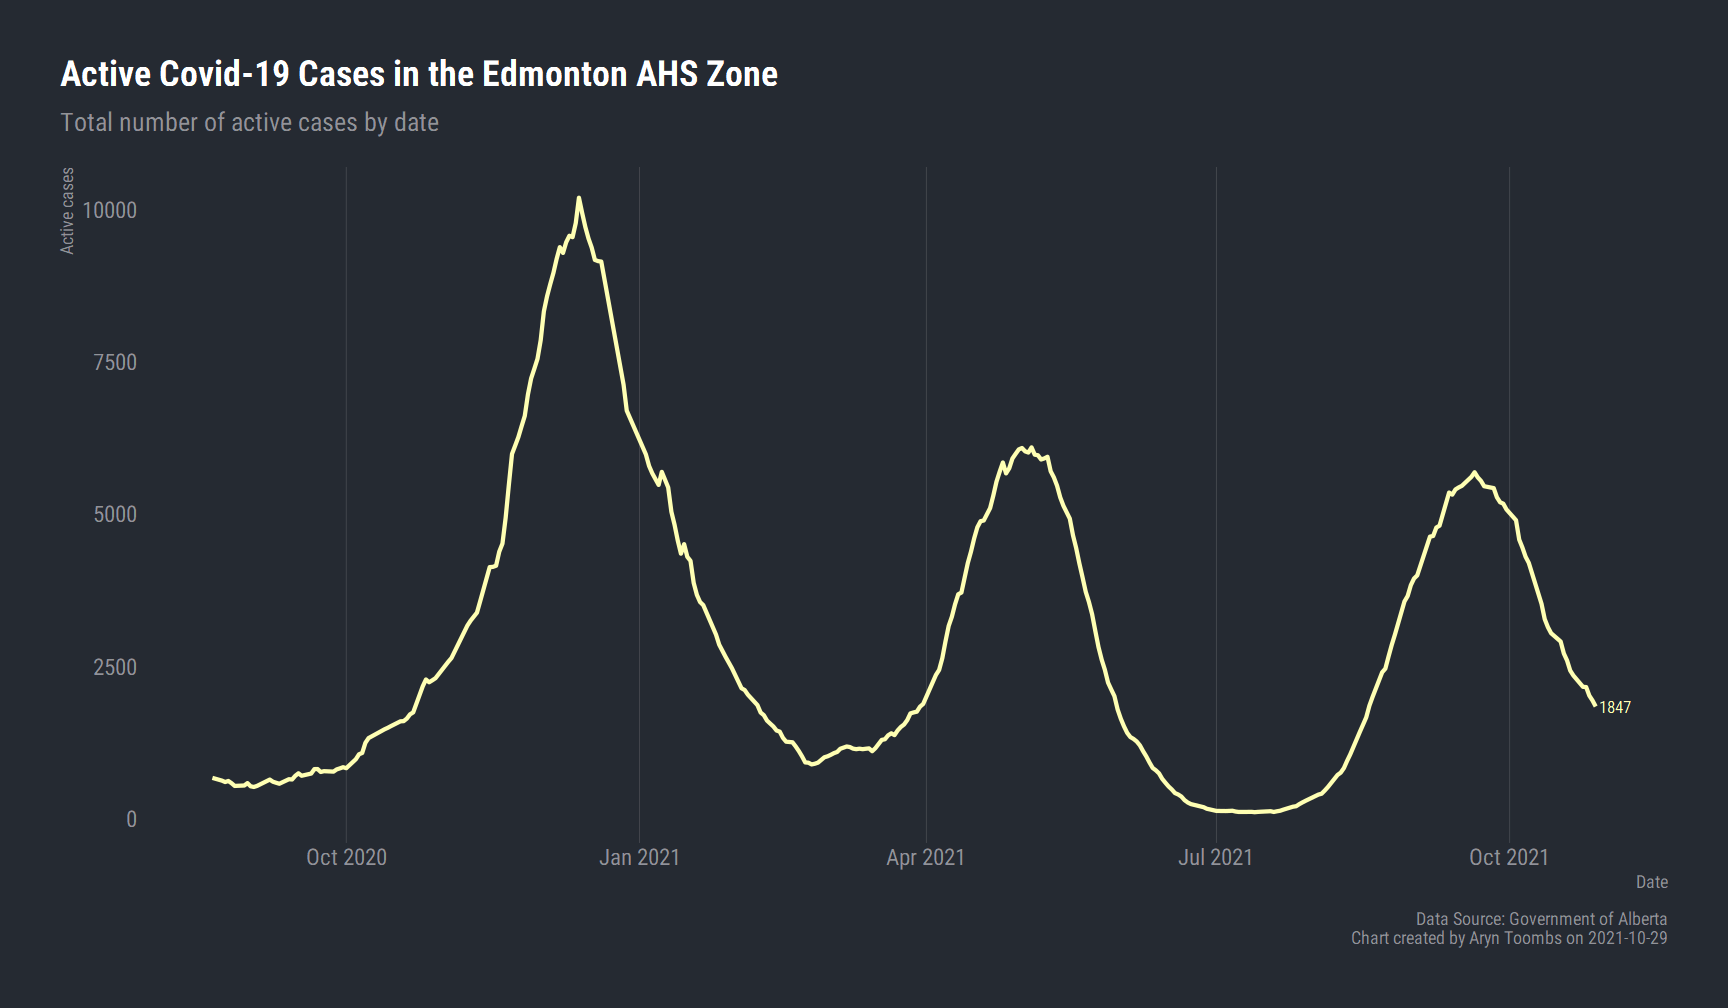 Active Covid-19 Cases in the Edmonton AHS Zone
Total number of active cases by date
Active cases
10000
7500
5000
2500
0
1847
Oct 2020
Jan 2021
Apr 2021
Jul 2021
Oct 2021
Date
Data Source: Government of Alberta
Chart created by Aryn Toombs on 2021-10-29